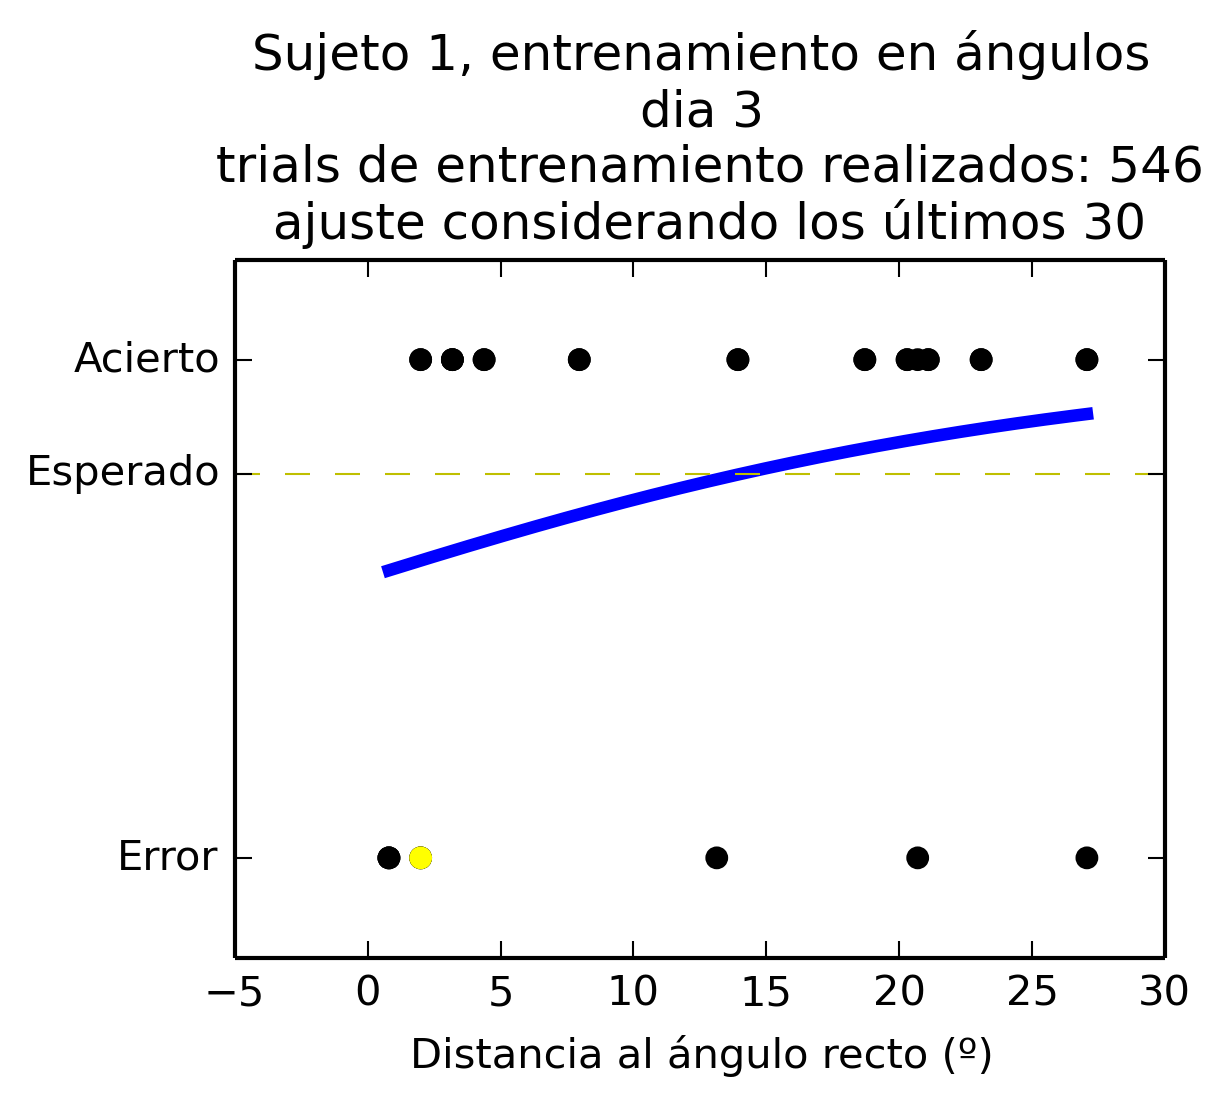 Sujeto 1, entrenamiento en ángulos
dia 3
trials de entrenamiento realizados: 546
ajuste considerando los últimos 30
Acierto
Esperado
Error
−5 0 5 10 15 20 25 30
Distancia al ángulo recto (º)